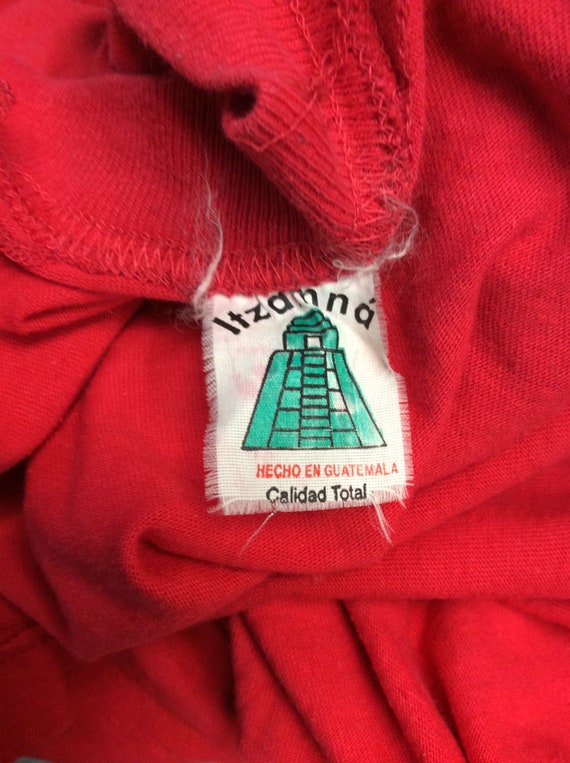 Itzamná
HECHO EN GUATEMALA
Calidad Total